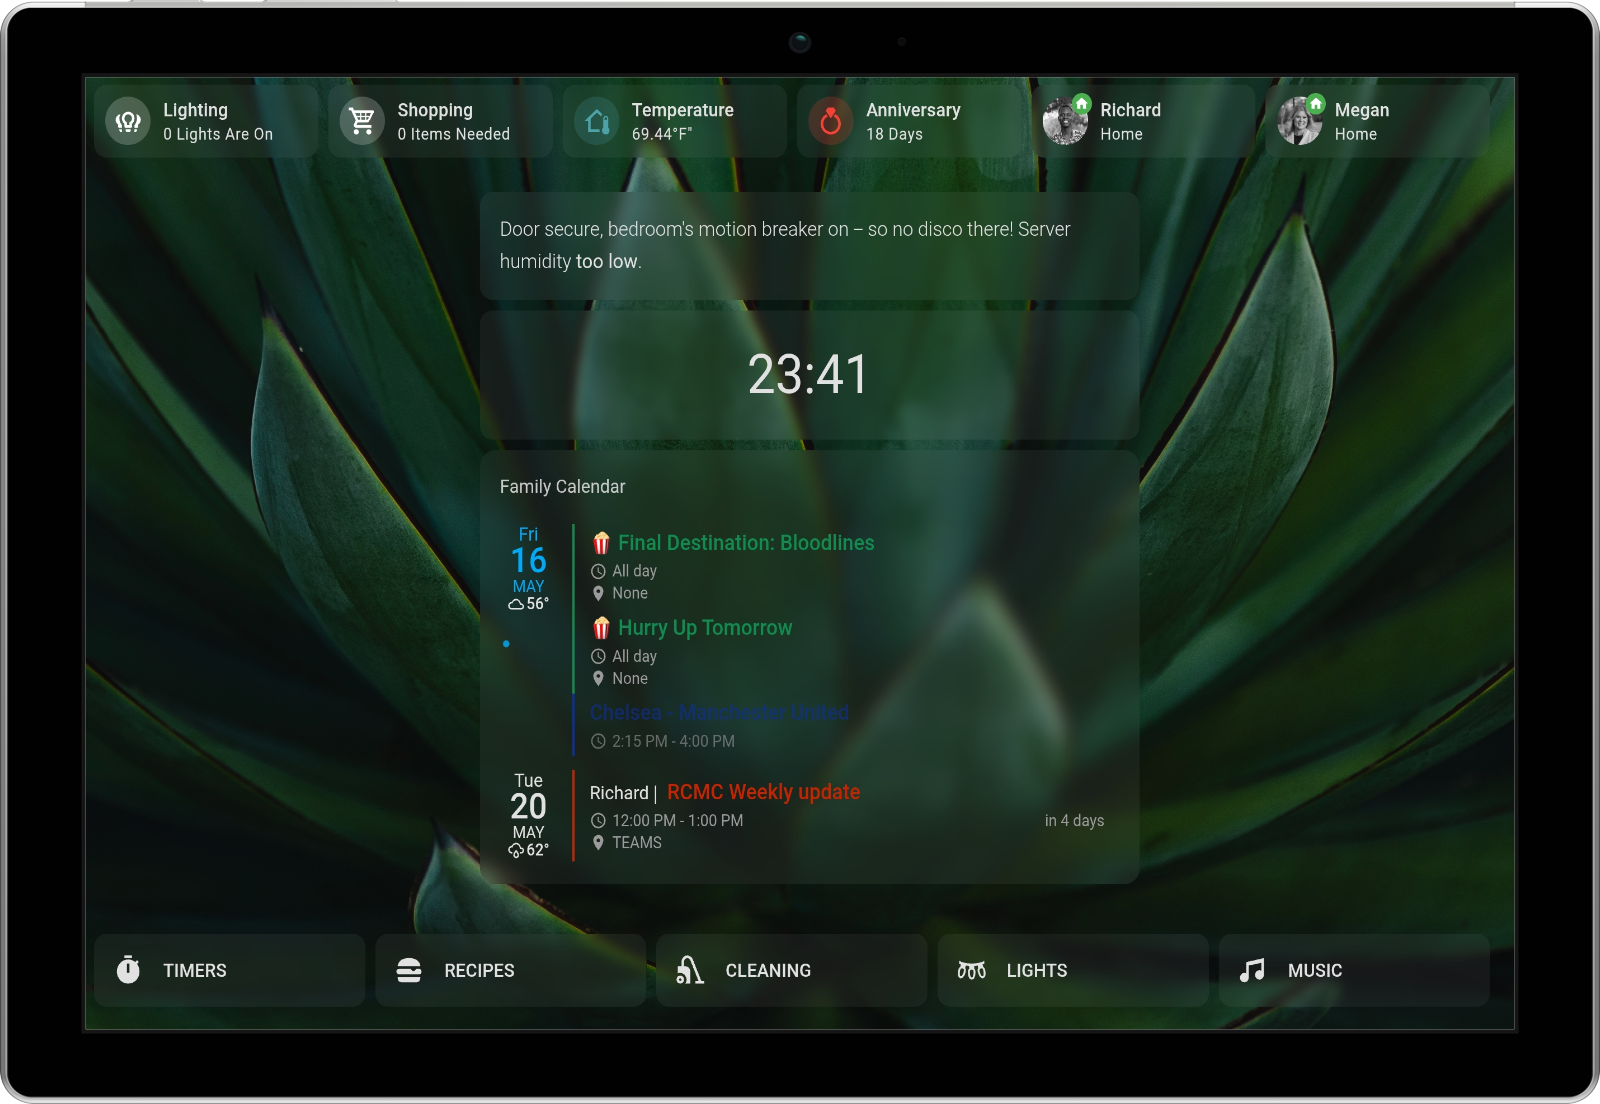 Lighting
0 Lights Are On
Shopping
0 Items Needed
Temperature
69.44°F"
Anniversary
18 Days
Richard
Home
Megan
Home
Door secure, bedroom's motion breaker on – so no disco there! Server
humidity too low.
23:41
Family Calendar
Fri
16
MAY
56°
Final Destination: Bloodlines
All day
None
Hurry Up Tomorrow
All day
None
Chelsea - Manchester United
2:15 PM - 4:00 PM
Tue
20
MAY
62°
Richard | RCMC Weekly update
12:00 PM - 1:00 PM in 4 days
TEAMS
TIMERS
RECIPES
CLEANING
LIGHTS
MUSIC